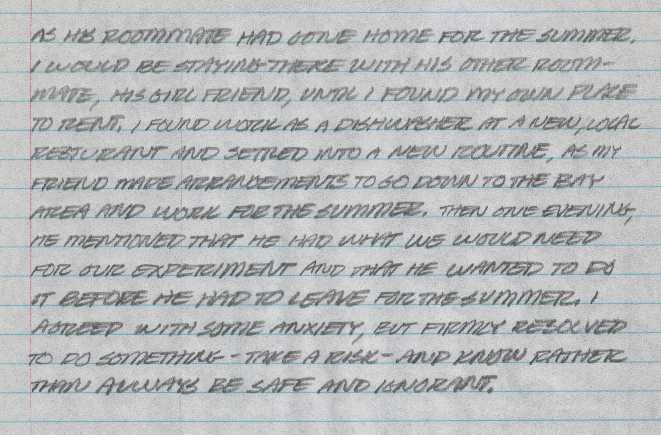 AS HIS ROOMMATE HAD GONE HOME FOR THE SUMMER.
I WOULD BE STAYING THERE WITH HIS OTHER ROOM-
MATE, HIS GIRL FRIEND, UNTIL I FOUND MY OWN PLACE
TO RENT. I FOUND WORK AS A DISHWASHER AT A NEW, LOCAL
RESTURANT AND SETTLED INTO A NEW ROUTINE, AS MY
FRIEND MADE ARRANGEMENTS TO GO DOWN TO THE BAY
AREA AND WORK FOR THE SUMMER. THEN ONE EVENING,
HE MENTIONED THAT HE HAD WHAT WE WOULD NEED
FOR OUR EXPERIMENT AND THAT HE WANTED TO DO
IT BEFORE HE HAD TO LEAVE FOR THE SUMMER. I
AGREED WITH SOME ANXIETY, BUT FIRMLY RESOLVED
TO DO SOMETHING - TAKE A RISK - AND KNOW RATHER
THAN ALWAYS BE SAFE AND IGNORANT.